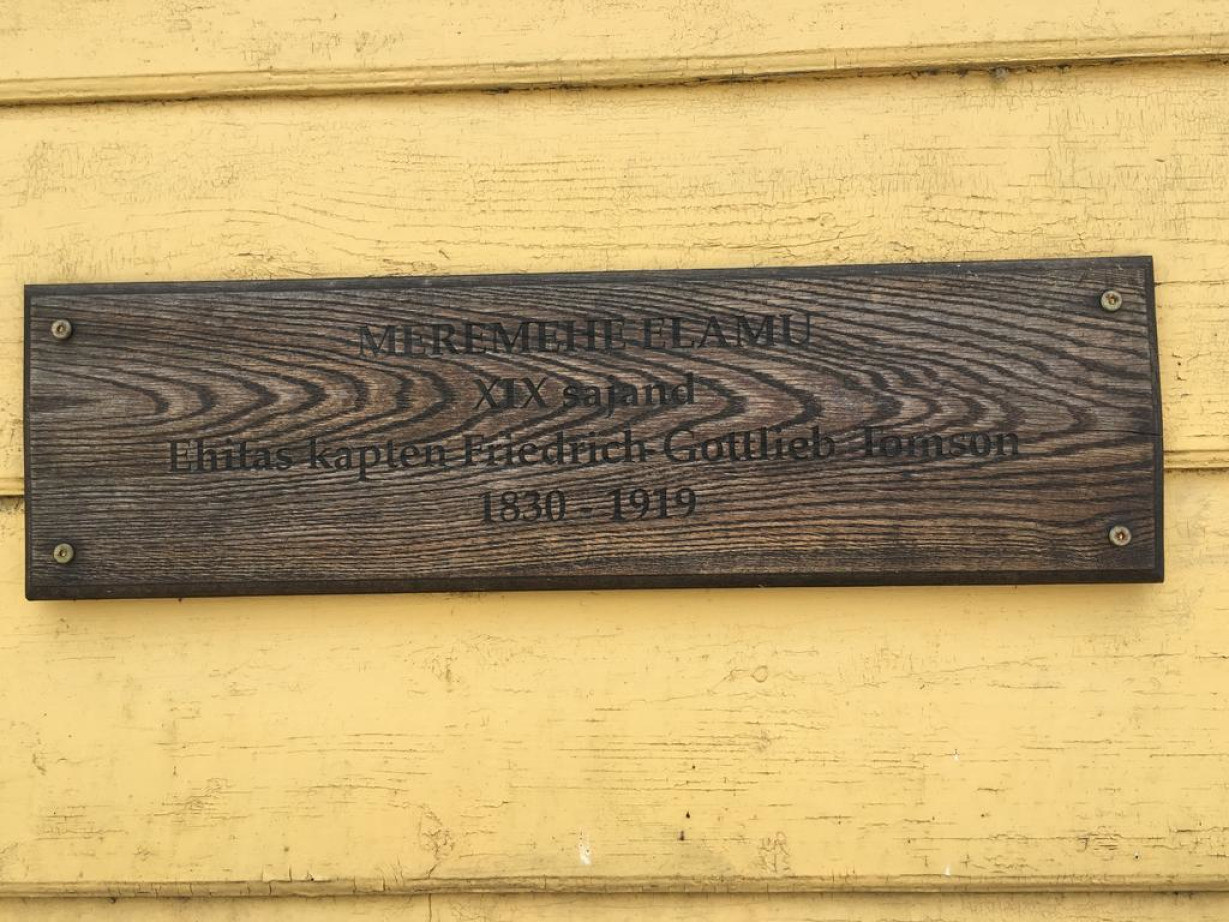 MEREMEHE ELAMU
XIX sajand
Ehitas kapten Friedrich Gottlieb Tomson
1830 - 1919